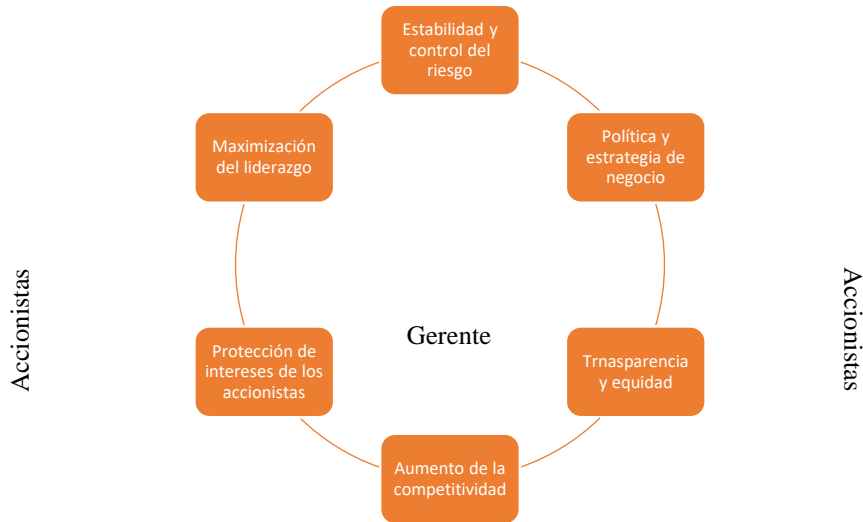 Estabilidad y
control del
riesgo
Maximización
del liderazgo
Política y
estrategia de
negocio
Accionistas
Accionistas
Gerente
Protección de
intereses de los
accionistas
Trnasparencia
y equidad
Aumento de la
competitividad